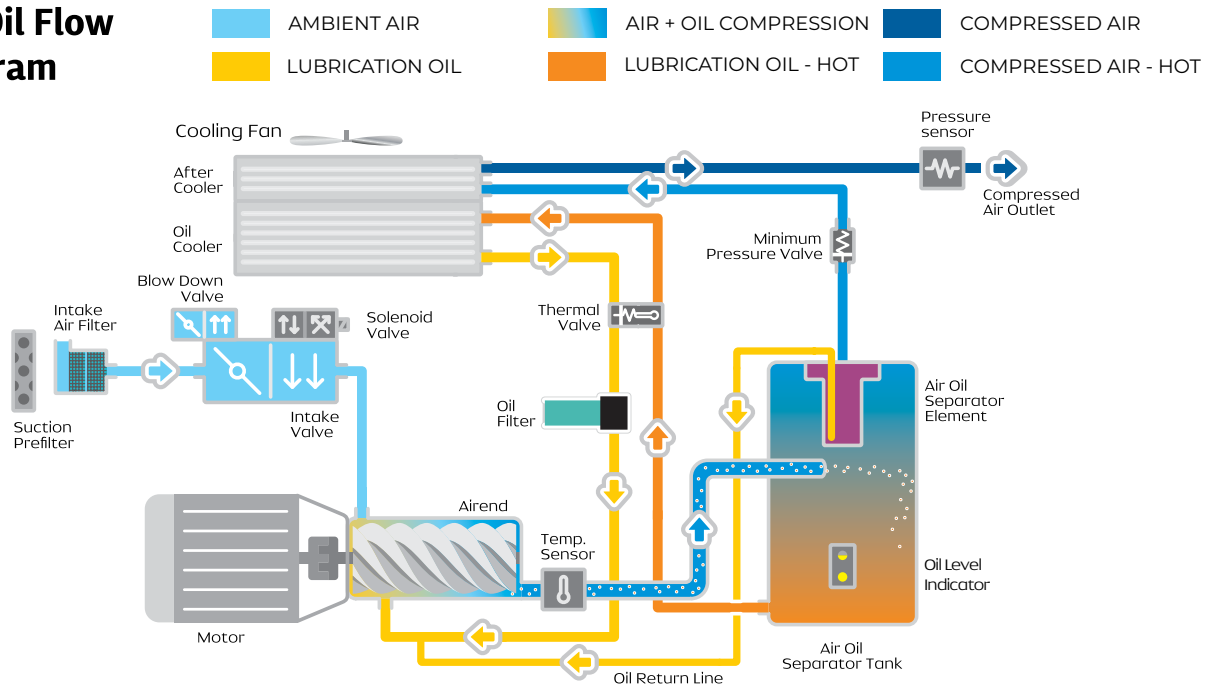 Oil Flow
ram
AMBIENT AIR
AIR + OIL COMPRESSION
COMPRESSED AIR
LUBRICATION OIL
LUBRICATION OIL - HOT
COMPRESSED AIR - HOT
Pressure
sensor
Cooling Fan
After
Cooler
Compressed
Air Outlet
Oil
Cooler
Minimum
Pressure Valve
Blow Down
Valve
Intake
Air Filter
Solenoid
Valve
Thermal
Valve
Air Oil
Separator
Element
Oil
Filter
Intake
Valve
Suction
Prefilter
Airend
Temp.
Sensor
Oil Level
Indicator
Motor
Air Oil
Separator Tank
Oil Return Line